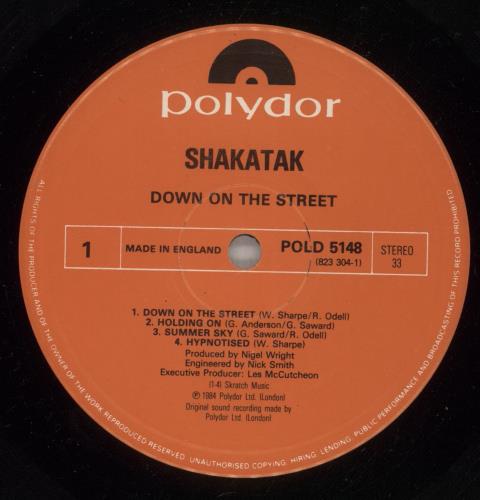 polydor
SHAKATAK
DOWN ON THE STREET
1
MADE IN ENGLAND
POLD 5148
(823 304-1)
STEREO
33
1. DOWN ON THE STREET (W. Sharpe/R. Odell)
2. HOLDING ON (G. Anderson/G. Saward)
3. SUMMER SKY (G. Saward/R. Odell)
4. HYPNOTISED (W. Sharpe)
Produced by Nigel Wright
Engineered by Nick Smith
Executive Producer: Les McCutcheon
(1-4) Skratch Music
℗ 1984 Polydor Ltd. (London)
Original sound recording made by
Polydor Ltd. (London)
ALL RIGHTS OF THE PRODUCER AND OF THE OWNER OF THE WORK REPRODUCED RESERVED. UNAUTHORISED COPYING, HIRING, LENDING, PUBLIC PERFORMANCE AND BROADCASTING OF THIS RECORD PROHIBITED